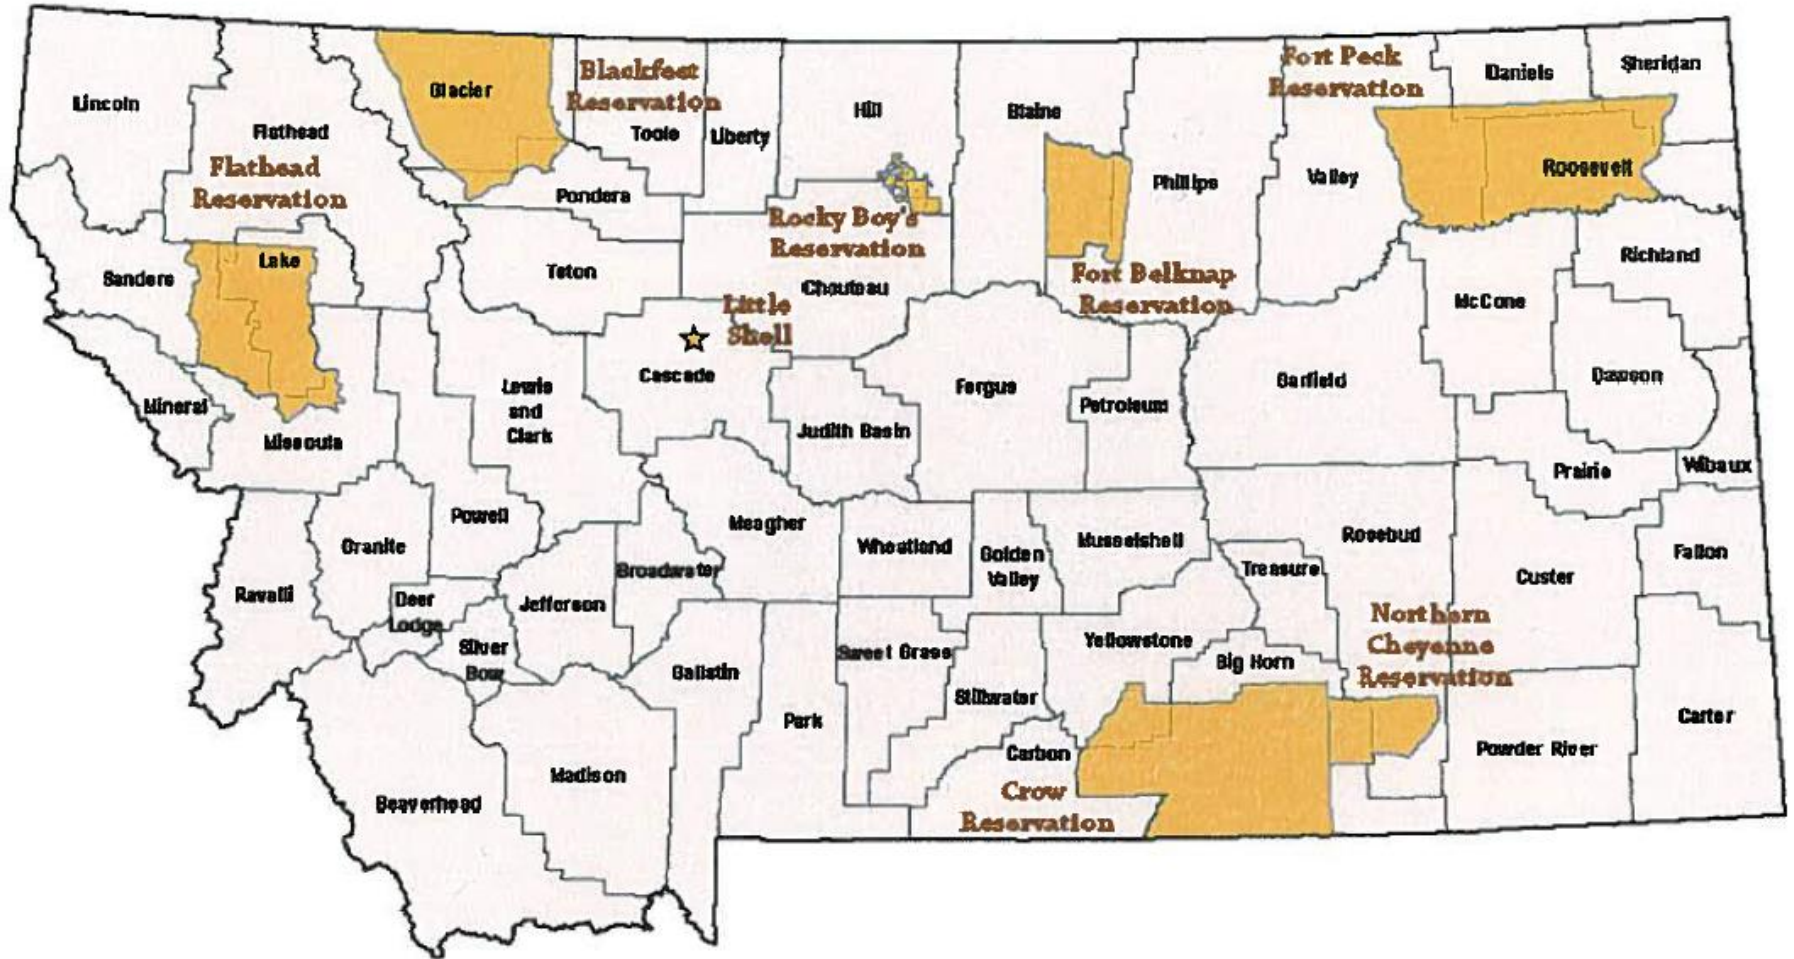 Lincoln
Flathead
Flathead
Reservation
Glacier
Blackfeet
Reservation
Toole
Liberty
Hill
Blaine
Phillips
Fort Peck
Reservation
Valley
Daniels
Sheridan
Roosevelt
Pondera
Rocky Boy's
Reservation
Chouteau
Fort Belknap
Reservation
Sanders
Lake
Teton
Little
Shell
Cascade
Richland
McCone
Dawson
Garfield
Mineral
Missoula
Lewis
and
Clark
Judith Basin
Fergus
Petroleum
Prairie
Wibaux
Powell
Granite
Meagher
Wheatland
Golden
Valley
Musselshell
Rosebud
Treasure
Custer
Fallon
Ravalli
Deer
Lodge
Silver
Bow
Jefferson
Broadwater
Gallatin
Park
Sweet Grass
Stillwater
Yellowstone
Big Horn
Northern
Cheyenne
Reservation
Carbon
Crow
Reservation
Powder River
Carter
Beaverhead
Madison